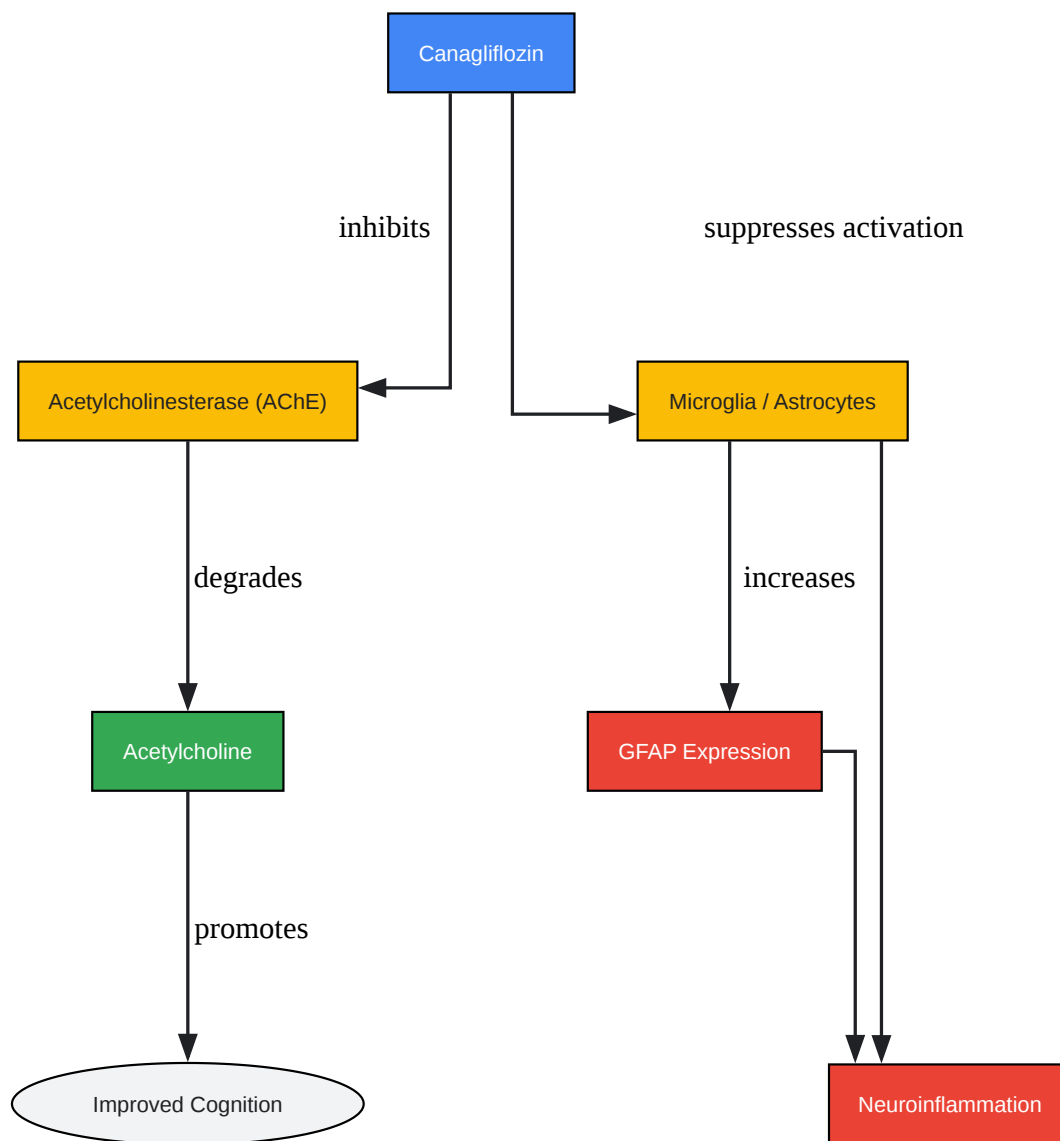 Canagliflozin
inhibits
suppresses activation
Acetylcholinesterase (AChE)
Microglia / Astrocytes
degrades
increases
Acetylcholine
GFAP Expression
promotes
Improved Cognition
Neuroinflammation